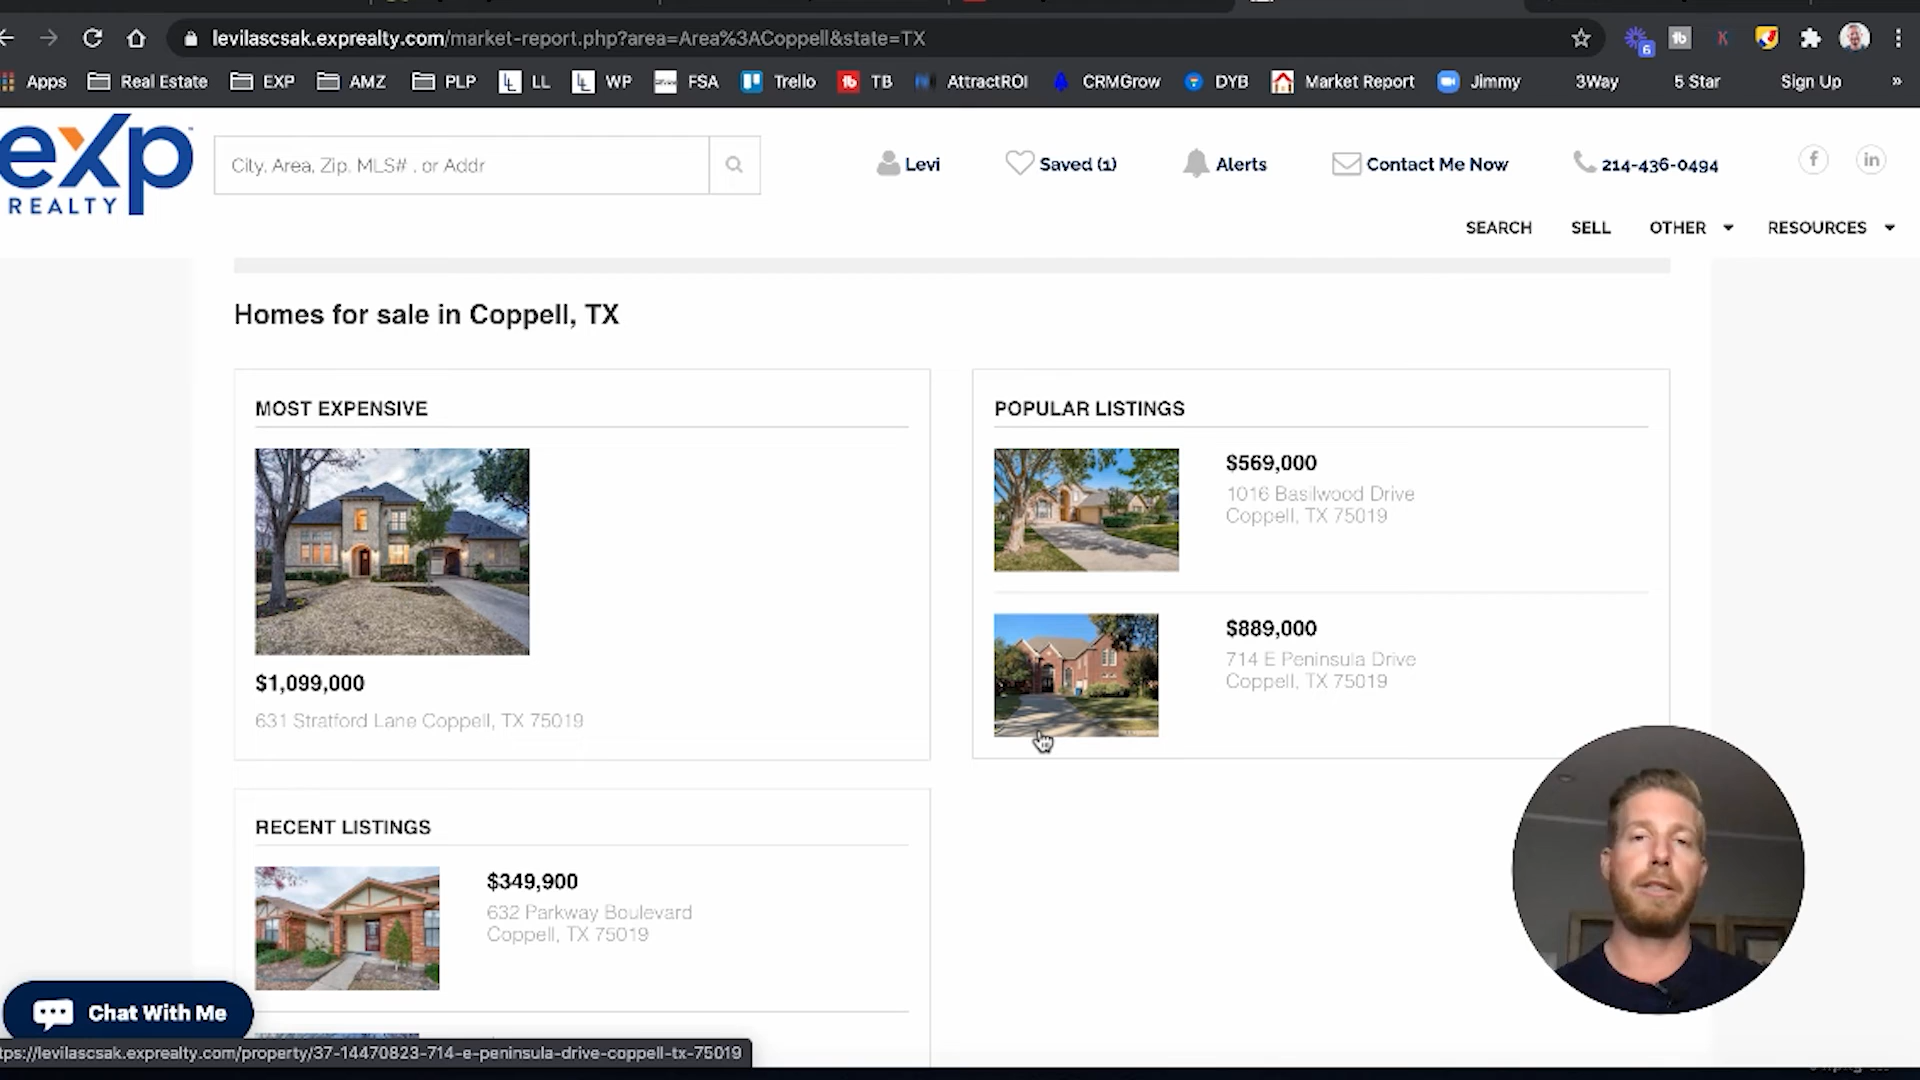 levilascsak.exprealty.com/market-report.php?area=Area%3ACoppell&state=TX
6
tb
K
Apps Real Estate EXP AMZ PLP LL WP FSA Trello TB AttractROI CRMGrow DYB Market Report Jimmy 3Way 5 Star Sign Up »
eXp
REALTY
City, Area, Zip, MLS# , or Addr
Levi Saved (1) Alerts Contact Me Now 214-436-0494
SEARCH SELL OTHER RESOURCES
Homes for sale in Coppell, TX
MOST EXPENSIVE
$1,099,000
631 Stratford Lane Coppell, TX 75019
POPULAR LISTINGS
$569,000
1016 Basilwood Drive
Coppell, TX 75019
$889,000
714 E Peninsula Drive
Coppell, TX 75019
RECENT LISTINGS
$349,900
632 Parkway Boulevard
Coppell, TX 75019
Chat With Me
tps://levilascsak.exprealty.com/property/37-14470823-714-e-peninsula-drive-coppell-tx-75019